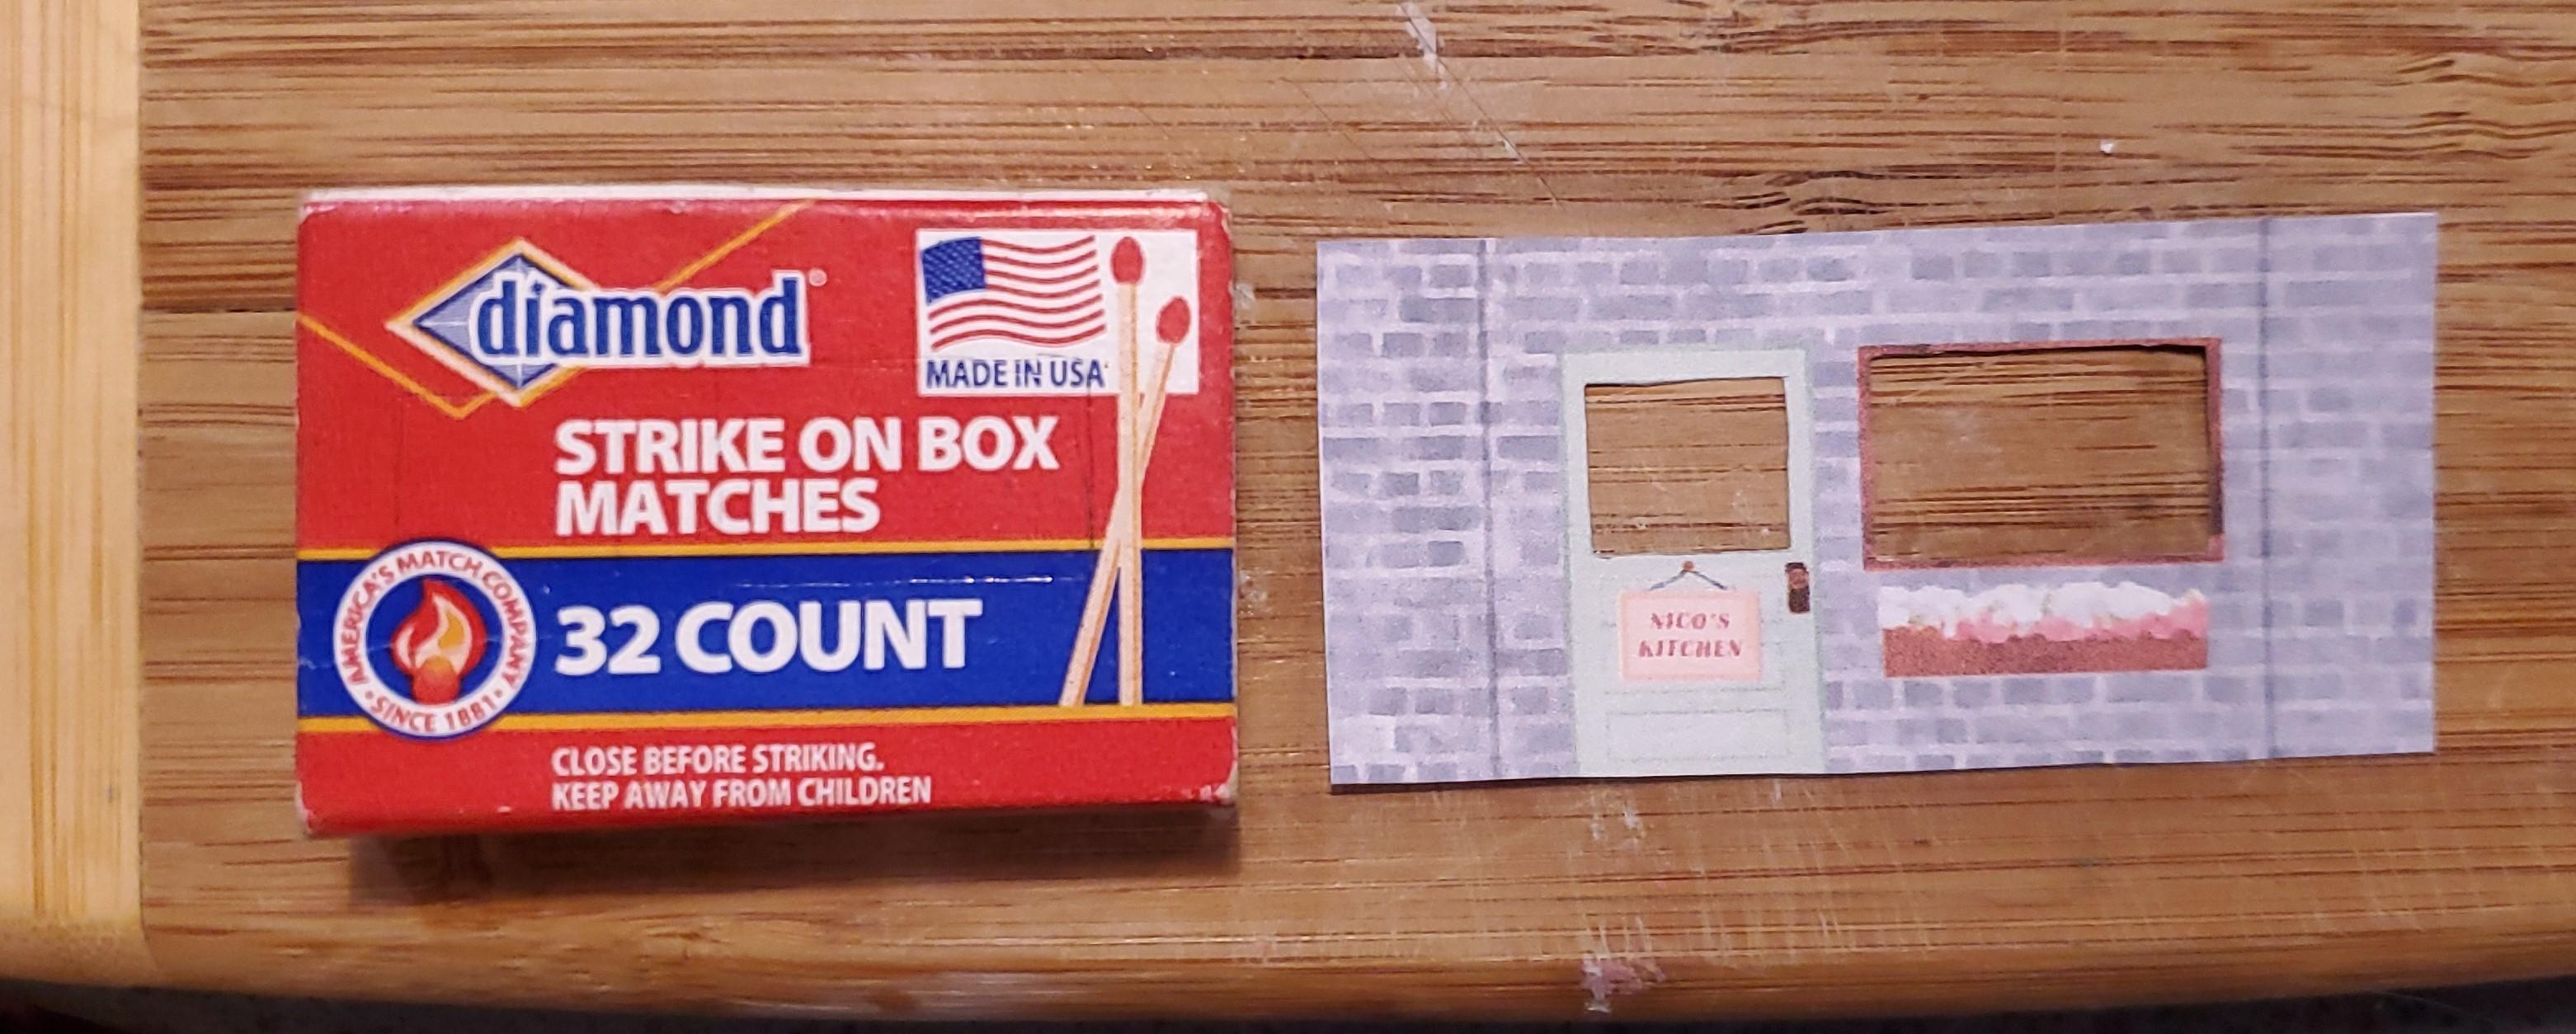 diamond®
MADE IN USA
STRIKE ON BOX
MATCHES
AMERICA'S MATCH COMPANY
• SINCE 1881 •
32 COUNT
CLOSE BEFORE STRIKING.
KEEP AWAY FROM CHILDREN
NICO'S
KITCHEN